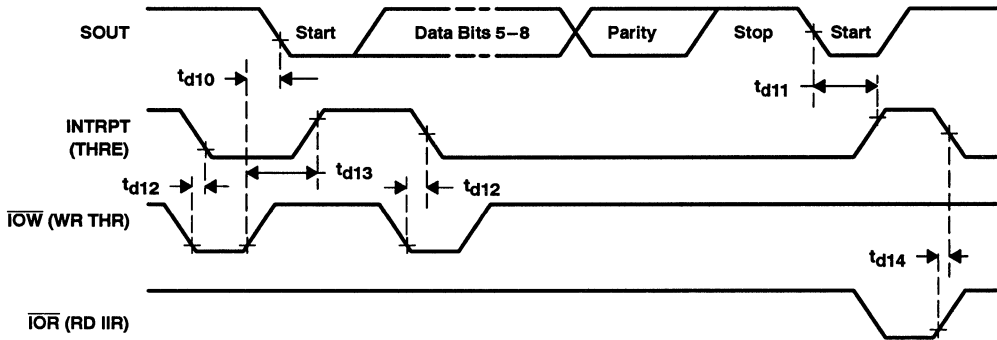 SOUT
Start
Data Bits 5–8
Parity
Stop
Start
td10
td11
INTRPT
(THRE)
td12
td13
td12
IOW (WR THR)
td14
IOR (RD IIR)